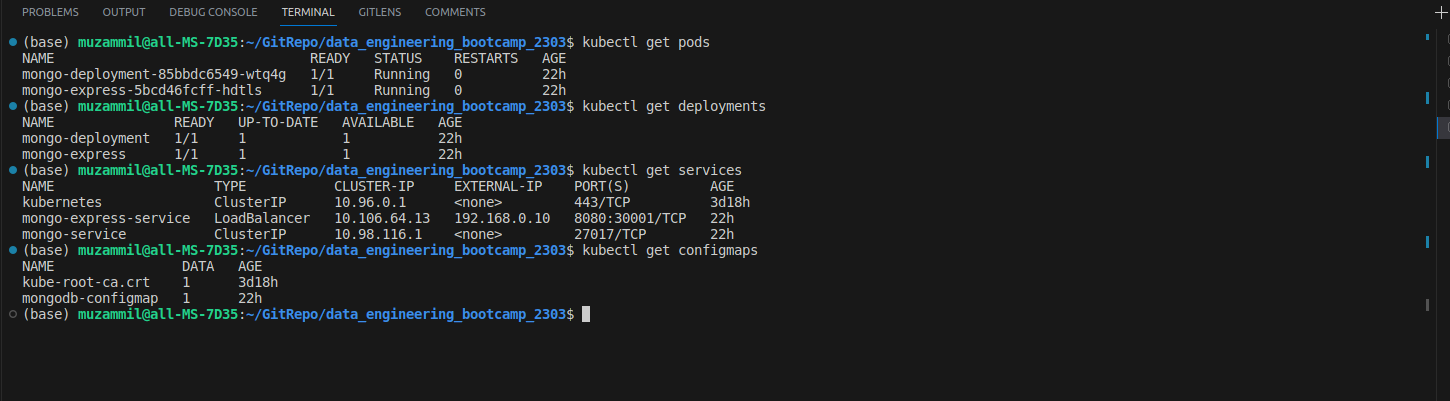 PROBLEMS OUTPUT DEBUG CONSOLE TERMINAL GITLENS COMMENTS
(base) muzammil@all-MS-7D35:~/GitRepo/data_engineering_bootcamp_2303$ kubectl get pods
NAME READY STATUS RESTARTS AGE
mongo-deployment-85bbdc6549-wtq4g 1/1 Running 0 22h
mongo-express-5bcd46fcff-hdtls 1/1 Running 0 22h
(base) muzammil@all-MS-7D35:~/GitRepo/data_engineering_bootcamp_2303$ kubectl get deployments
NAME READY UP-TO-DATE AVAILABLE AGE
mongo-deployment 1/1 1 1 22h
mongo-express 1/1 1 1 22h
(base) muzammil@all-MS-7D35:~/GitRepo/data_engineering_bootcamp_2303$ kubectl get services
NAME TYPE CLUSTER-IP EXTERNAL-IP PORT(S) AGE
kubernetes ClusterIP 10.96.0.1 <none> 443/TCP 3d18h
mongo-express-service LoadBalancer 10.106.64.13 192.168.0.10 8080:30001/TCP 22h
mongo-service ClusterIP 10.98.116.1 <none> 27017/TCP 22h
(base) muzammil@all-MS-7D35:~/GitRepo/data_engineering_bootcamp_2303$ kubectl get configmaps
NAME DATA AGE
kube-root-ca.crt 1 3d18h
mongodb-configmap 1 22h
(base) muzammil@all-MS-7D35:~/GitRepo/data_engineering_bootcamp_2303$